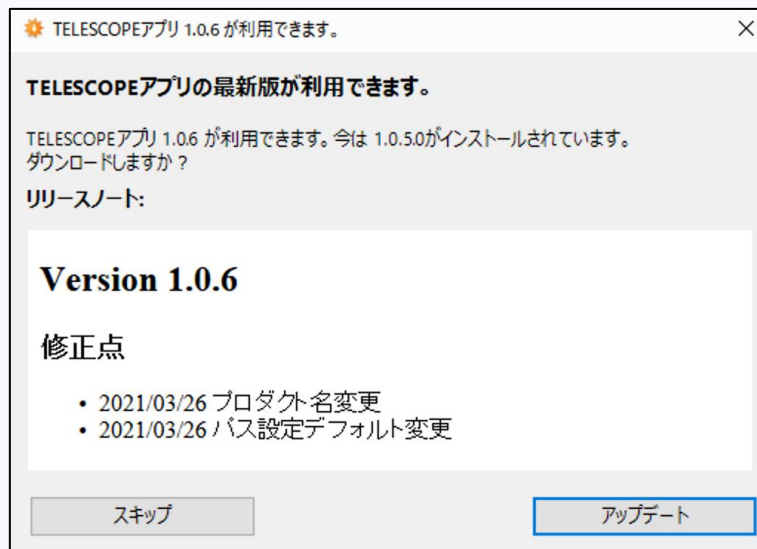 TELESCOPEアプリ 1.0.6 が利用できます。
TELESCOPEアプリの最新版が利用できます。
TELESCOPEアプリ 1.0.6 が利用できます。今は 1.0.5.0がインストールされています。
ダウンロードしますか？
リリースノート:
Version 1.0.6
修正点
• 2021/03/26 プロダクト名変更
• 2021/03/26 パス設定デフォルト変更
スキップ
アップデート